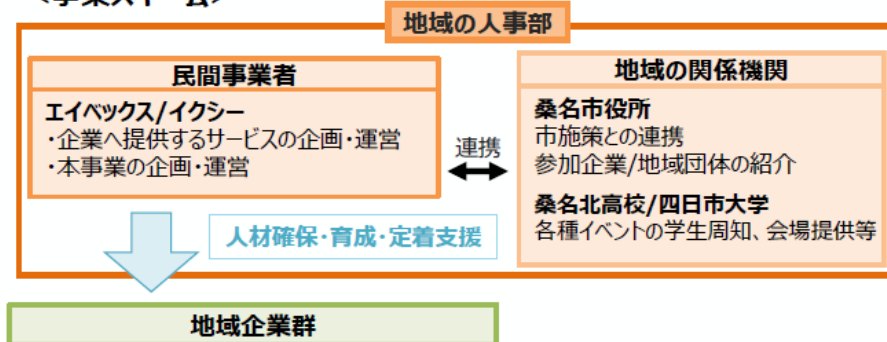 地域の人事部
民間事業者
エイベックス/イクシー
・企業へ提供するサービスの企画・運営
・本事業の企画・運営
連携
地域の関係機関
桑名市役所
市施策との連携
参加企業/地域団体の紹介
桑名北高校/四日市大学
各種イベントの学生周知、会場提供等
人材確保・育成・定着支援
地域企業群